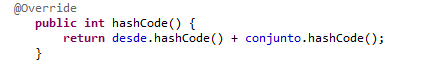 @Override
public int hashCode() {
return desde.hashCode() + conjunto.hashCode();
}